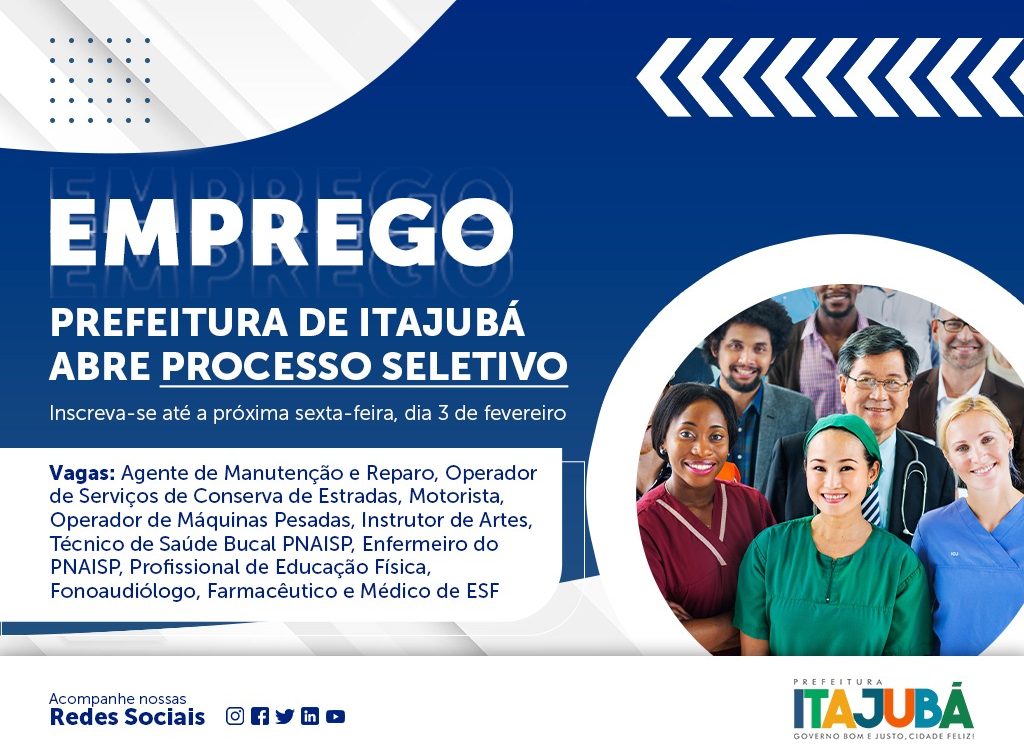 EMPREGO
PREFEITURA DE ITAJUBÁ
ABRE PROCESSO SELETIVO
Inscreva-se até a próxima sexta-feira, dia 3 de fevereiro
Vagas: Agente de Manutenção e Reparo, Operador
de Serviços de Conserva de Estradas, Motorista,
Operador de Máquinas Pesadas, Instrutor de Artes,
Técnico de Saúde Bucal PNAISP, Enfermeiro do
PNAISP, Profissional de Educação Física,
Fonoaudiólogo, Farmacêutico e Médico de ESF
Acompanhe nossas
Redes Sociais
PREFEITURA
ITAJUBÁ
GOVERNO BOM E JUSTO, CIDADE FELIZ!